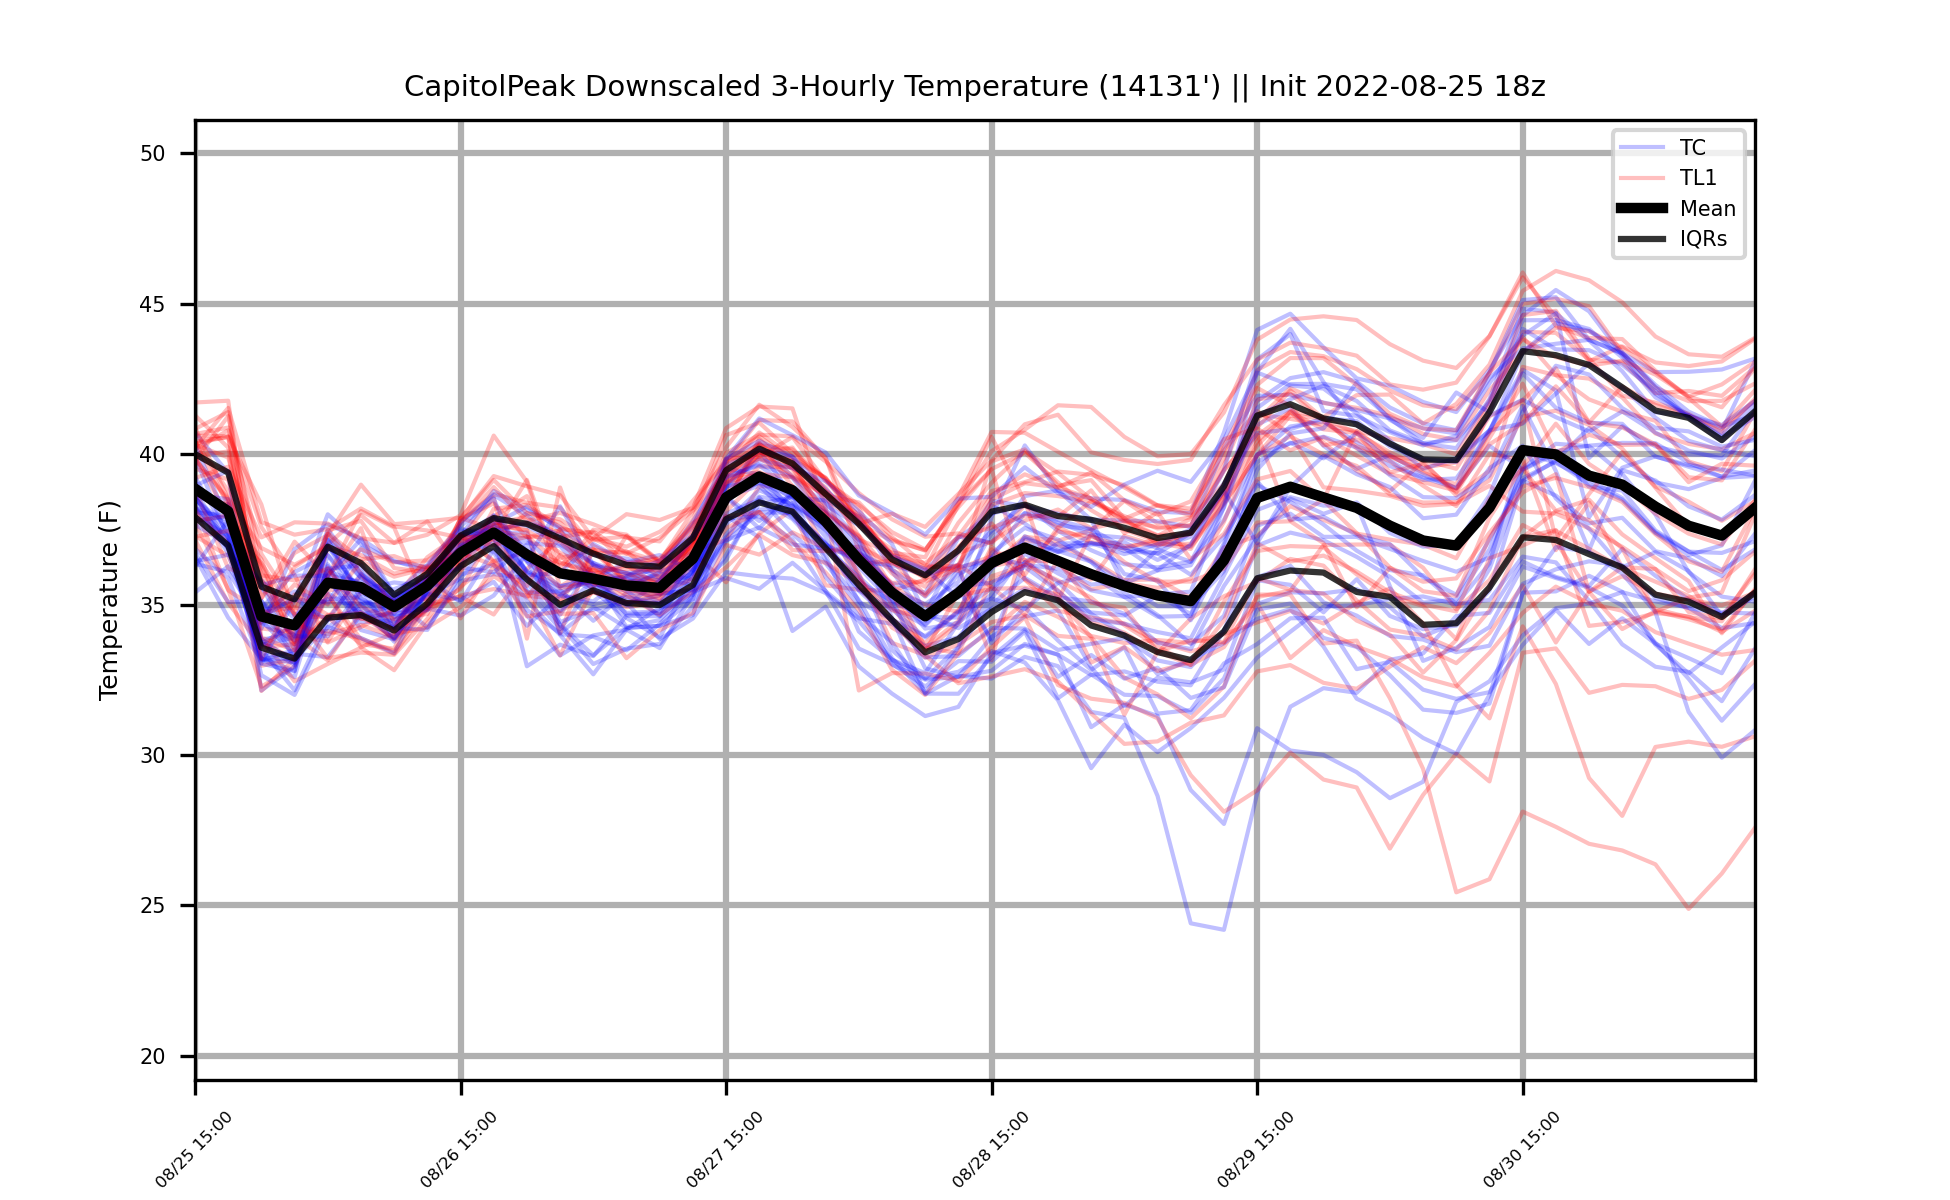 CapitolPeak Downscaled 3-Hourly Temperature (14131') || Init 2022-08-25 18z
TC
TL1
Mean
IQRs
Temperature (F)
50
45
40
35
30
25
20
08/25 15:00
08/26 15:00
08/27 15:00
08/28 15:00
08/29 15:00
08/30 15:00